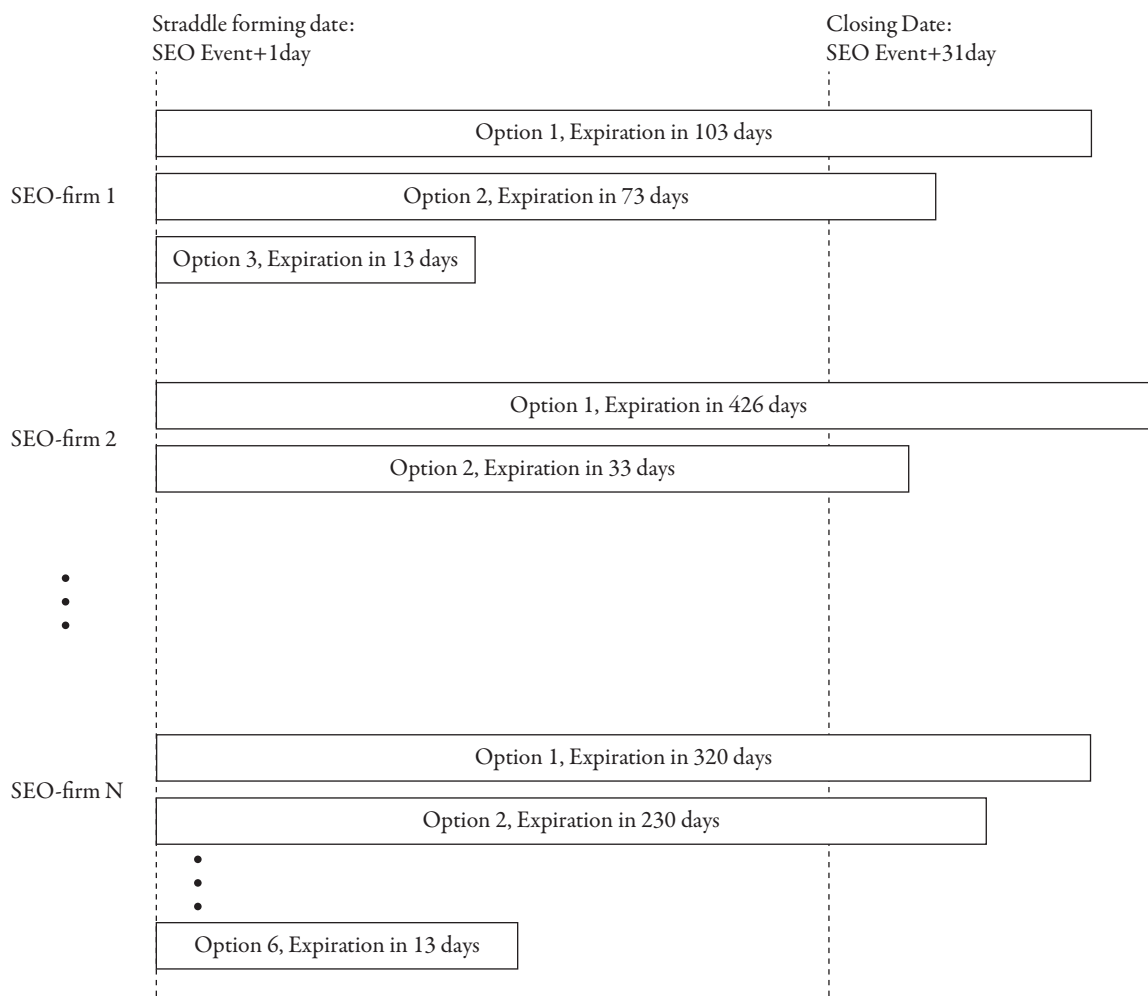 Straddle forming date:
SEO Event+1day
Closing Date:
SEO Event+31day
Option 1, Expiration in 103 days
SEO-firm 1
Option 2, Expiration in 73 days
Option 3, Expiration in 13 days
Option 1, Expiration in 426 days
SEO-firm 2
Option 2, Expiration in 33 days
Option 1, Expiration in 320 days
SEO-firm N
Option 2, Expiration in 230 days
Option 6, Expiration in 13 days